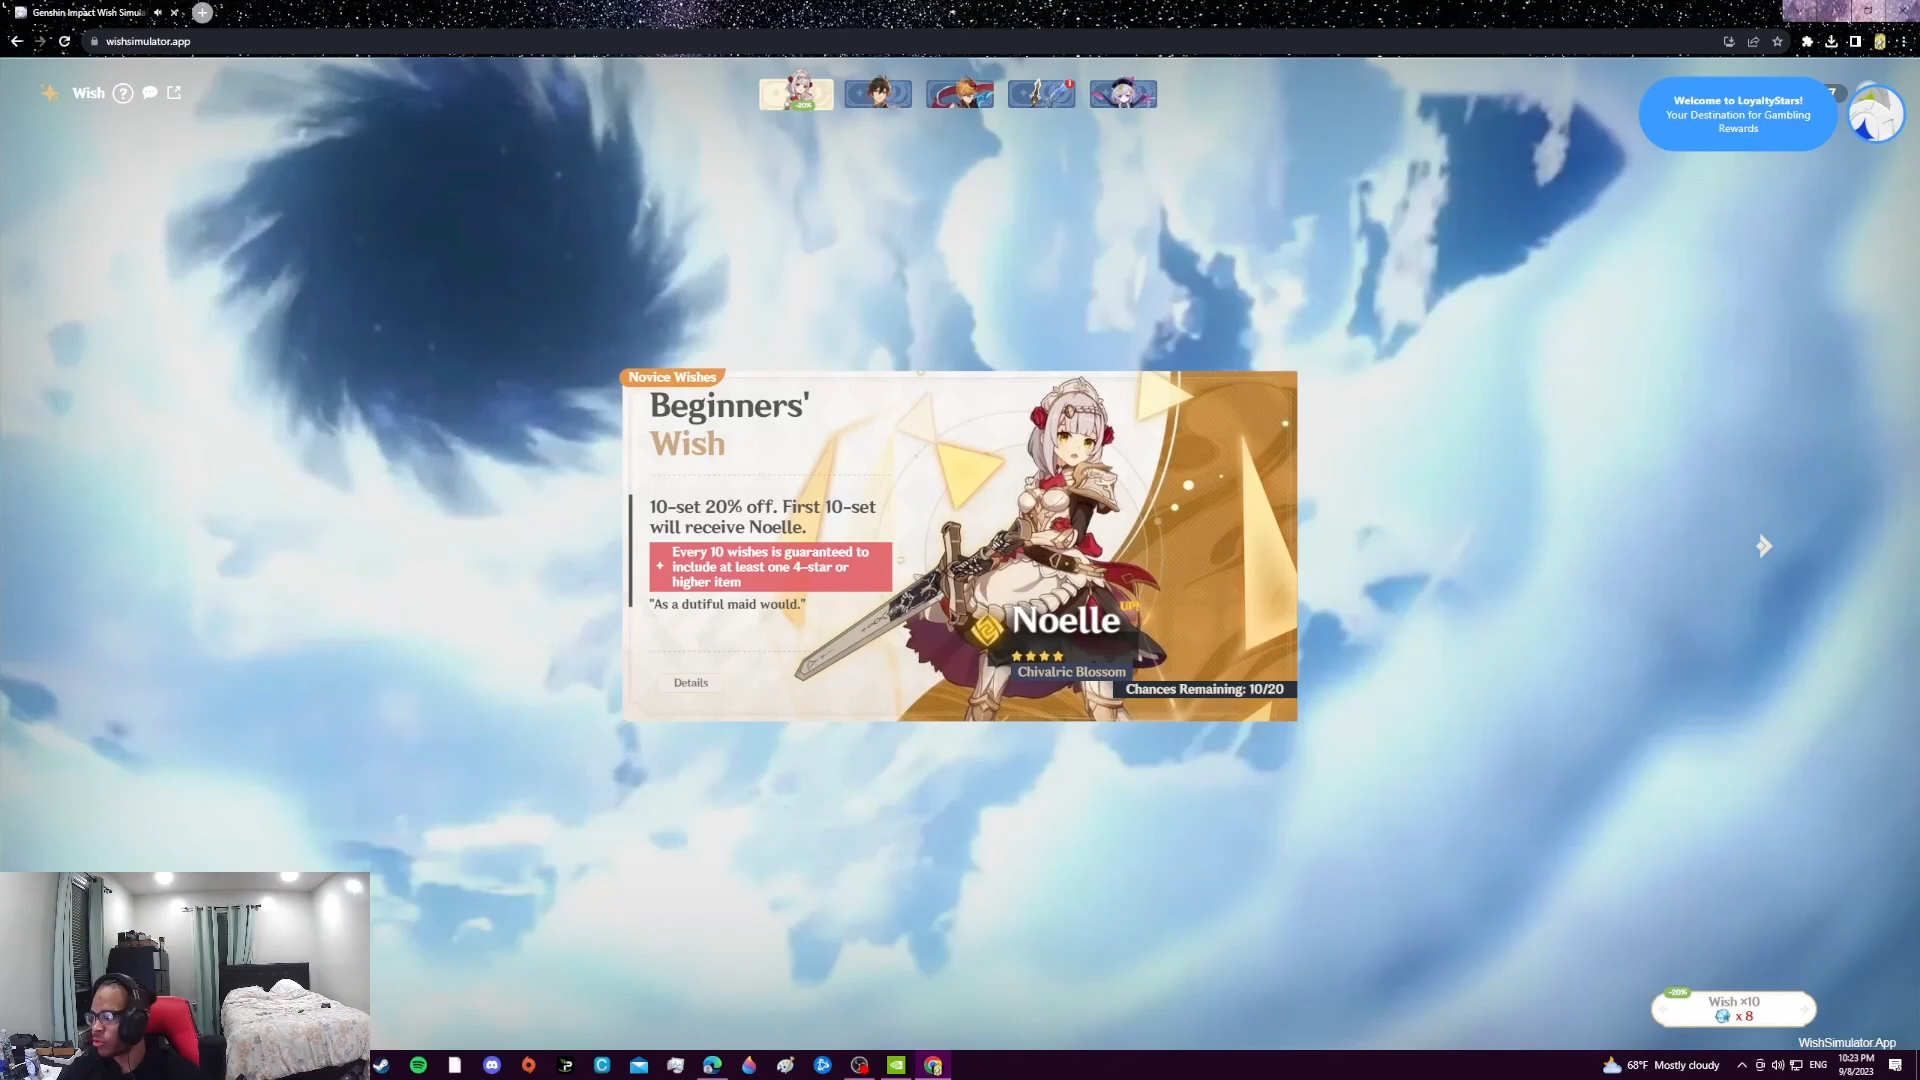 Genshin Impact Wish Simula
wishsimulator.app
Wish
-20%
Welcome to LoyaltyStars!
Your Destination for Gambling
Rewards
7
Novice Wishes
Beginners'
Wish
10-set 20% off. First 10-set
will receive Noelle.
Every 10 wishes is guaranteed to
include at least one 4-star or
higher item
"As a dutiful maid would."
UP!
Noelle
Chivalric Blossom
Details
Chances Remaining: 10/20
-20%
Wish ×10
x 8
WishSimulator.App
68°F Mostly cloudy
ENG
10:23 PM
9/8/2023